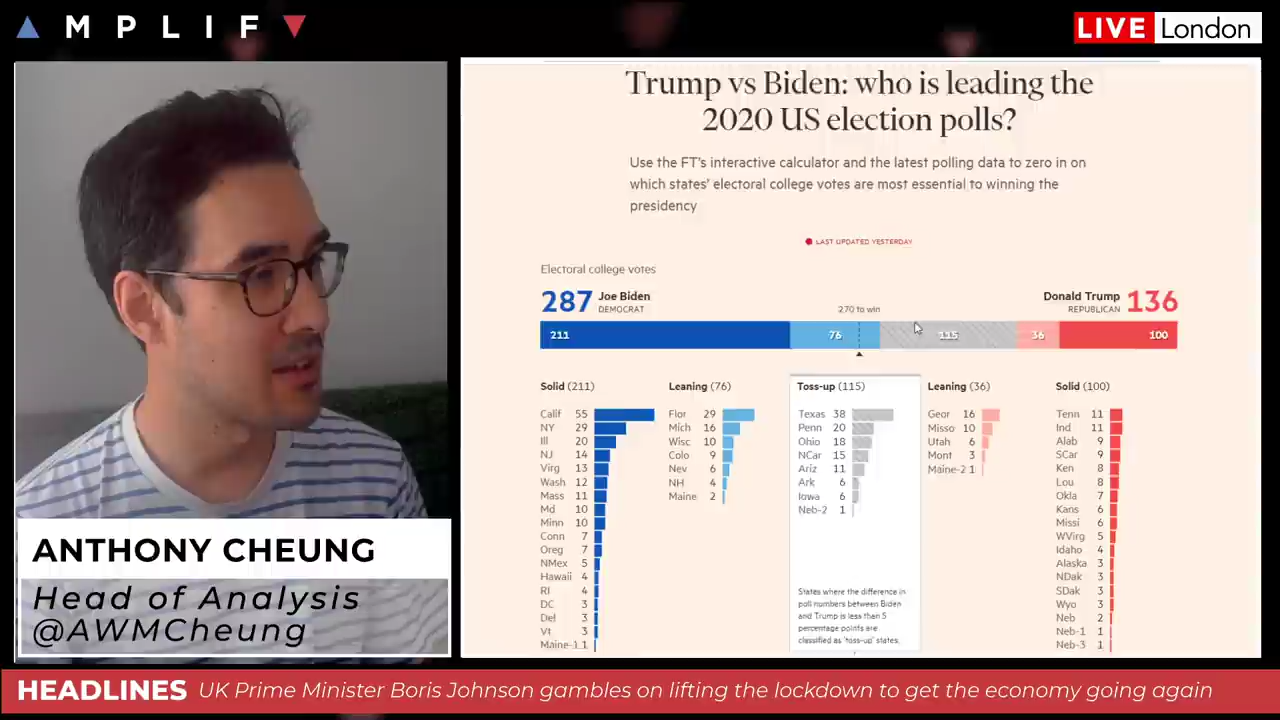 AMPLIFY
LIVE London
Trump vs Biden: who is leading the
2020 US election polls?
Use the FT's interactive calculator and the latest polling data to zero in on
which states' electoral college votes are most essential to winning the
presidency
LAST UPDATED YESTERDAY
Electoral college votes
287 Joe Biden DEMOCRAT
270 to win
Donald Trump REPUBLICAN 136
211 76 115 36 100
Solid (211)
Calif 55
NY 29
Ill 20
NJ 14
Virg 13
Wash 12
Mass 11
Md 10
Minn 10
Conn 7
Oreg 7
NMex 5
Hawaii 4
RI 4
DC 3
Del 3
Vt 3
Maine-1 1
Leaning (76)
Flor 29
Mich 16
Wisc 10
Colo 9
Nev 6
NH 4
Maine 2
Toss-up (115)
Texas 38
Penn 20
Ohio 18
NCar 15
Ariz 11
Ark 6
Iowa 6
Neb-2 1
States where the difference in
poll numbers between Biden
and Trump is less than 5
percentage points are
classified as 'toss-up' states.
Leaning (36)
Geor 16
Misso 10
Utah 6
Mont 3
Maine-2 1
Solid (100)
Tenn 11
Ind 11
Alab 9
SCar 9
Ken 8
Lou 8
Okla 7
Kans 6
Missi 6
WVirg 5
Idaho 4
Alaska 3
NDak 3
SDak 3
Wyo 3
Neb 2
Neb-1 1
Neb-3 1
ANTHONY CHEUNG
Head of Analysis
@AWMCheung
HEADLINES UK Prime Minister Boris Johnson gambles on lifting the lockdown to get the economy going again